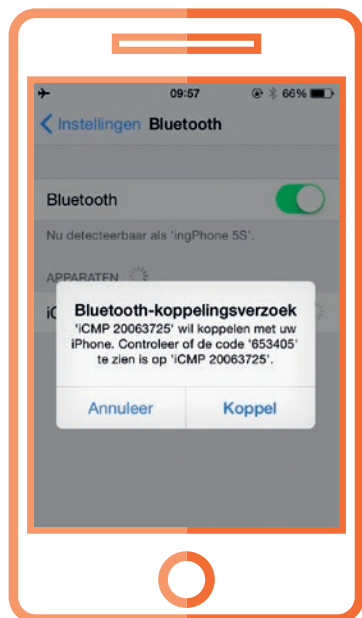 09:57 66%
Instellingen Bluetooth
Bluetooth
Nu detecteerbaar als 'ingPhone 5S'.
APPARATEN
iC
Bluetooth-koppelingsverzoek
'iCMP 20063725' wil koppelen met uw
iPhone. Controleer of de code '653405'
te zien is op 'iCMP 20063725'.
Annuleer Koppel